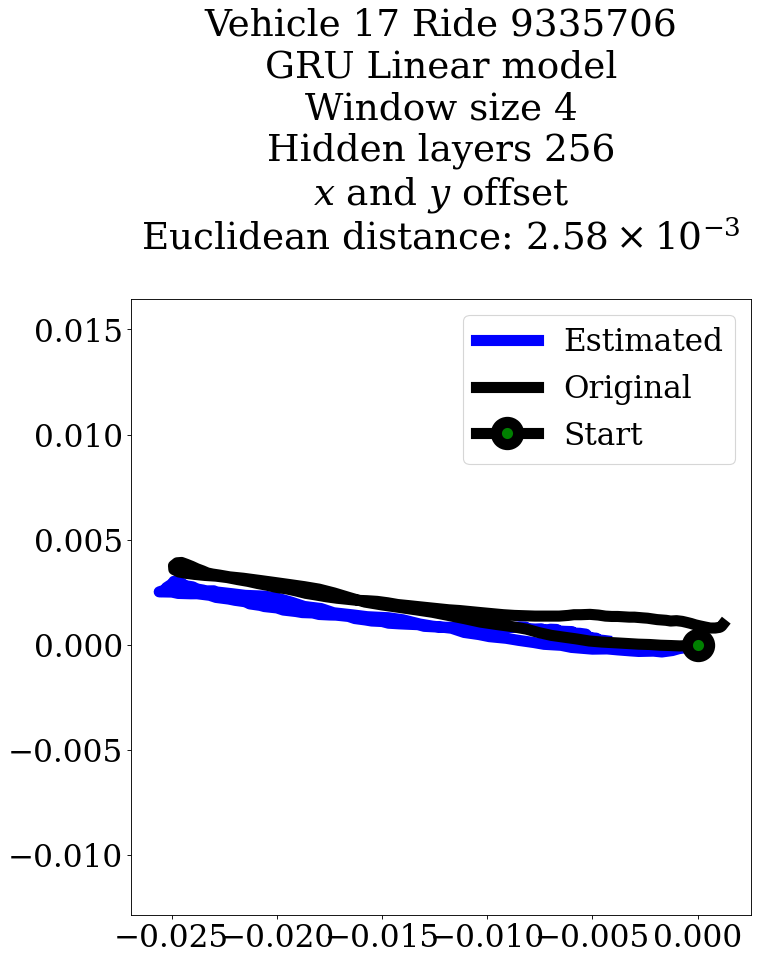 Vehicle 17 Ride 9335706
GRU Linear model
Window size 4
Hidden layers 256
x and y offset
Euclidean distance: 2.58 × 10⁻³
Estimated
Original
Start
0.015
0.010
0.005
0.000
−0.005
−0.010
−0.025 −0.020 −0.015 −0.010 −0.005 0.000